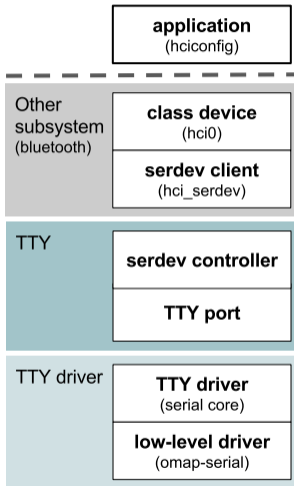 application
(hciconfig)
Other
subsystem
(bluetooth)
class device
(hci0)
serdev client
(hci_serdev)
TTY
serdev controller
TTY port
TTY driver
TTY driver
(serial core)
low-level driver
(omap-serial)